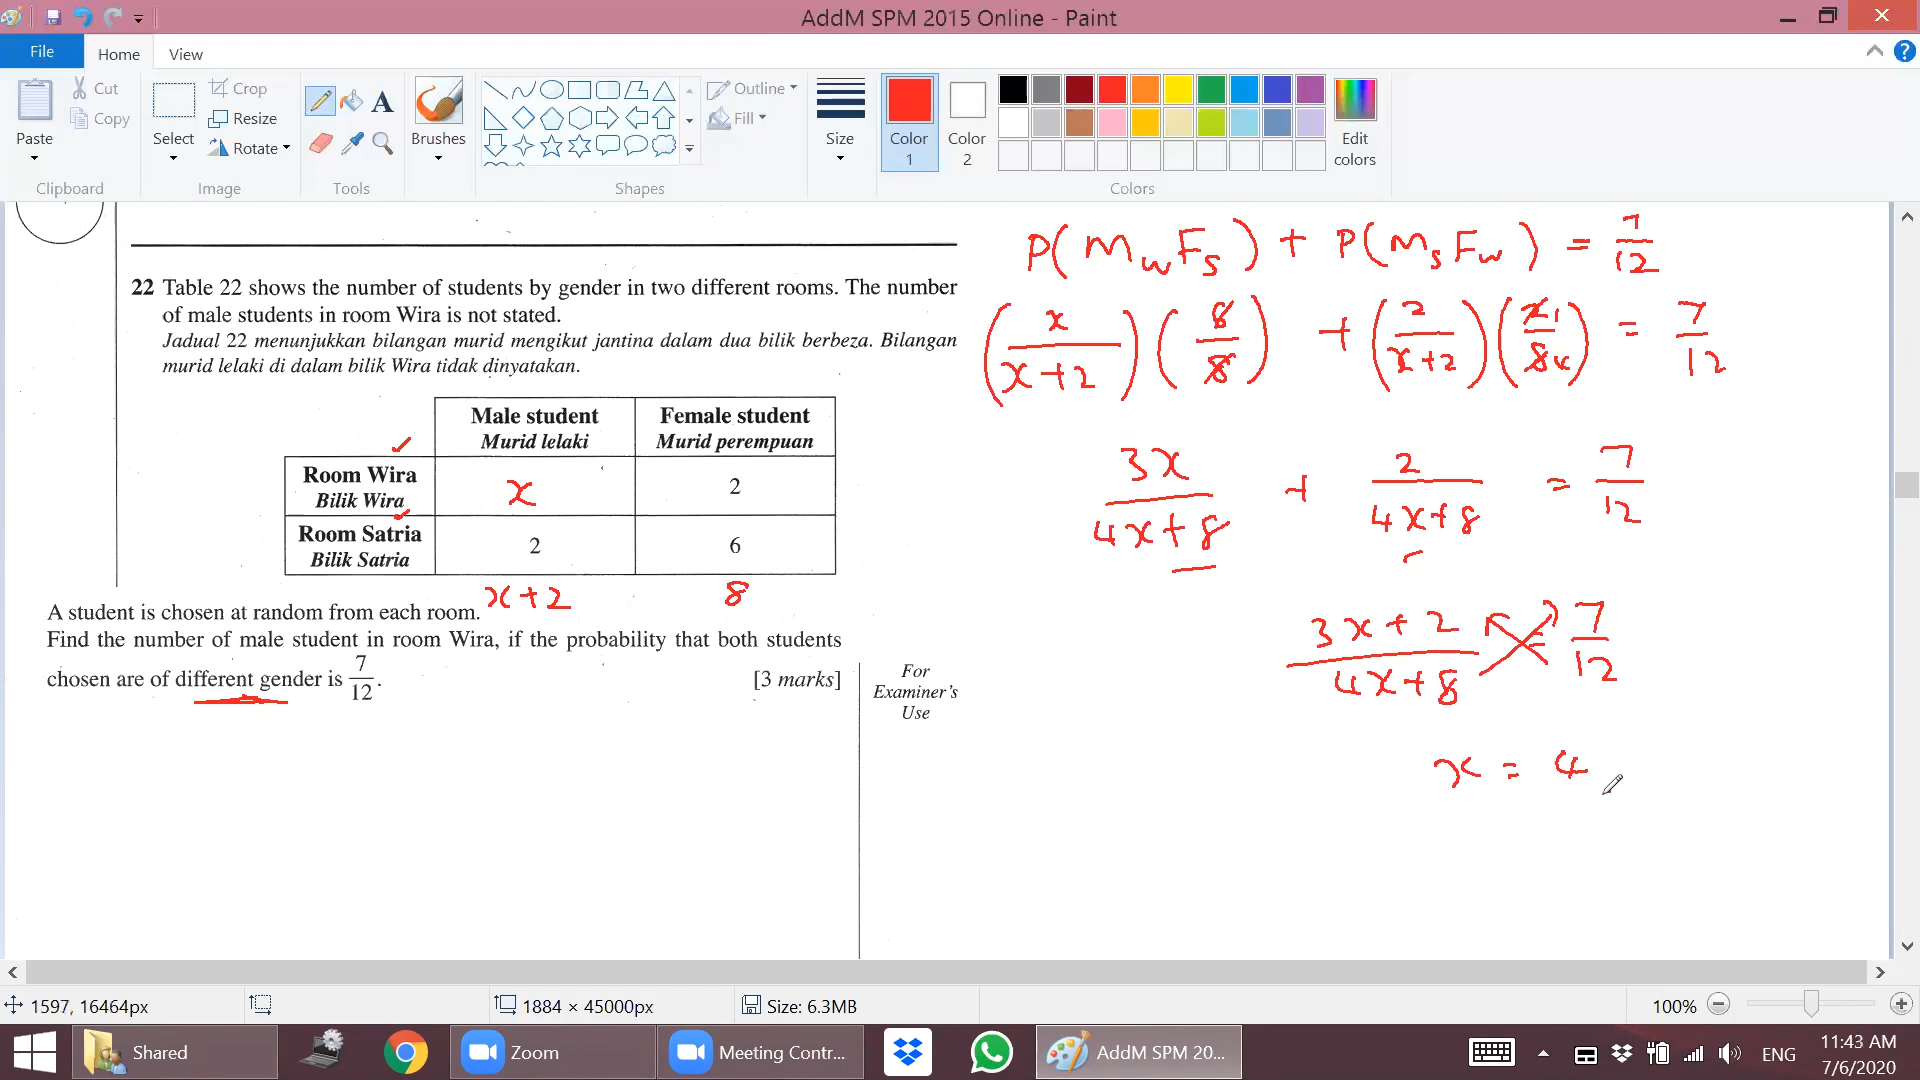 AddM SPM 2015 Online - Paint
File Home View
Paste
Cut
Copy
Clipboard
Select
Crop
Resize
Rotate
Image
A
Tools
Brushes
Shapes
Outline
Fill
Size
Color 1
Color 2
Colors
Edit colors
22 Table 22 shows the number of students by gender in two different rooms. The number
of male students in room Wira is not stated.
Jadual 22 menunjukkan bilangan murid mengikut jantina dalam dua bilik berbeza. Bilangan
murid lelaki di dalam bilik Wira tidak dinyatakan.
Male student Female student
Murid lelaki Murid perempuan
Room Wira x 2
Bilik Wira
Room Satria 2 6
Bilik Satria
x+2 8
A student is chosen at random from each room.
Find the number of male student in room Wira, if the probability that both students
chosen are of different gender is 7/12. [3 marks]
For
Examiner's
Use
P(MwFs) + P(MsFw) = 7/12
(x/(x+2))(6/8) + (2/(x+2))(2/8) = 7/12
3x/(4x+8) + 2/(4x+8) = 7/12
(3x+2)/(4x+8) = 7/12
x = 4
1597, 16464px
1884 × 45000px
Size: 6.3MB
100%
Shared
Zoom
Meeting Contr...
AddM SPM 20...
ENG
11:43 AM
7/6/2020